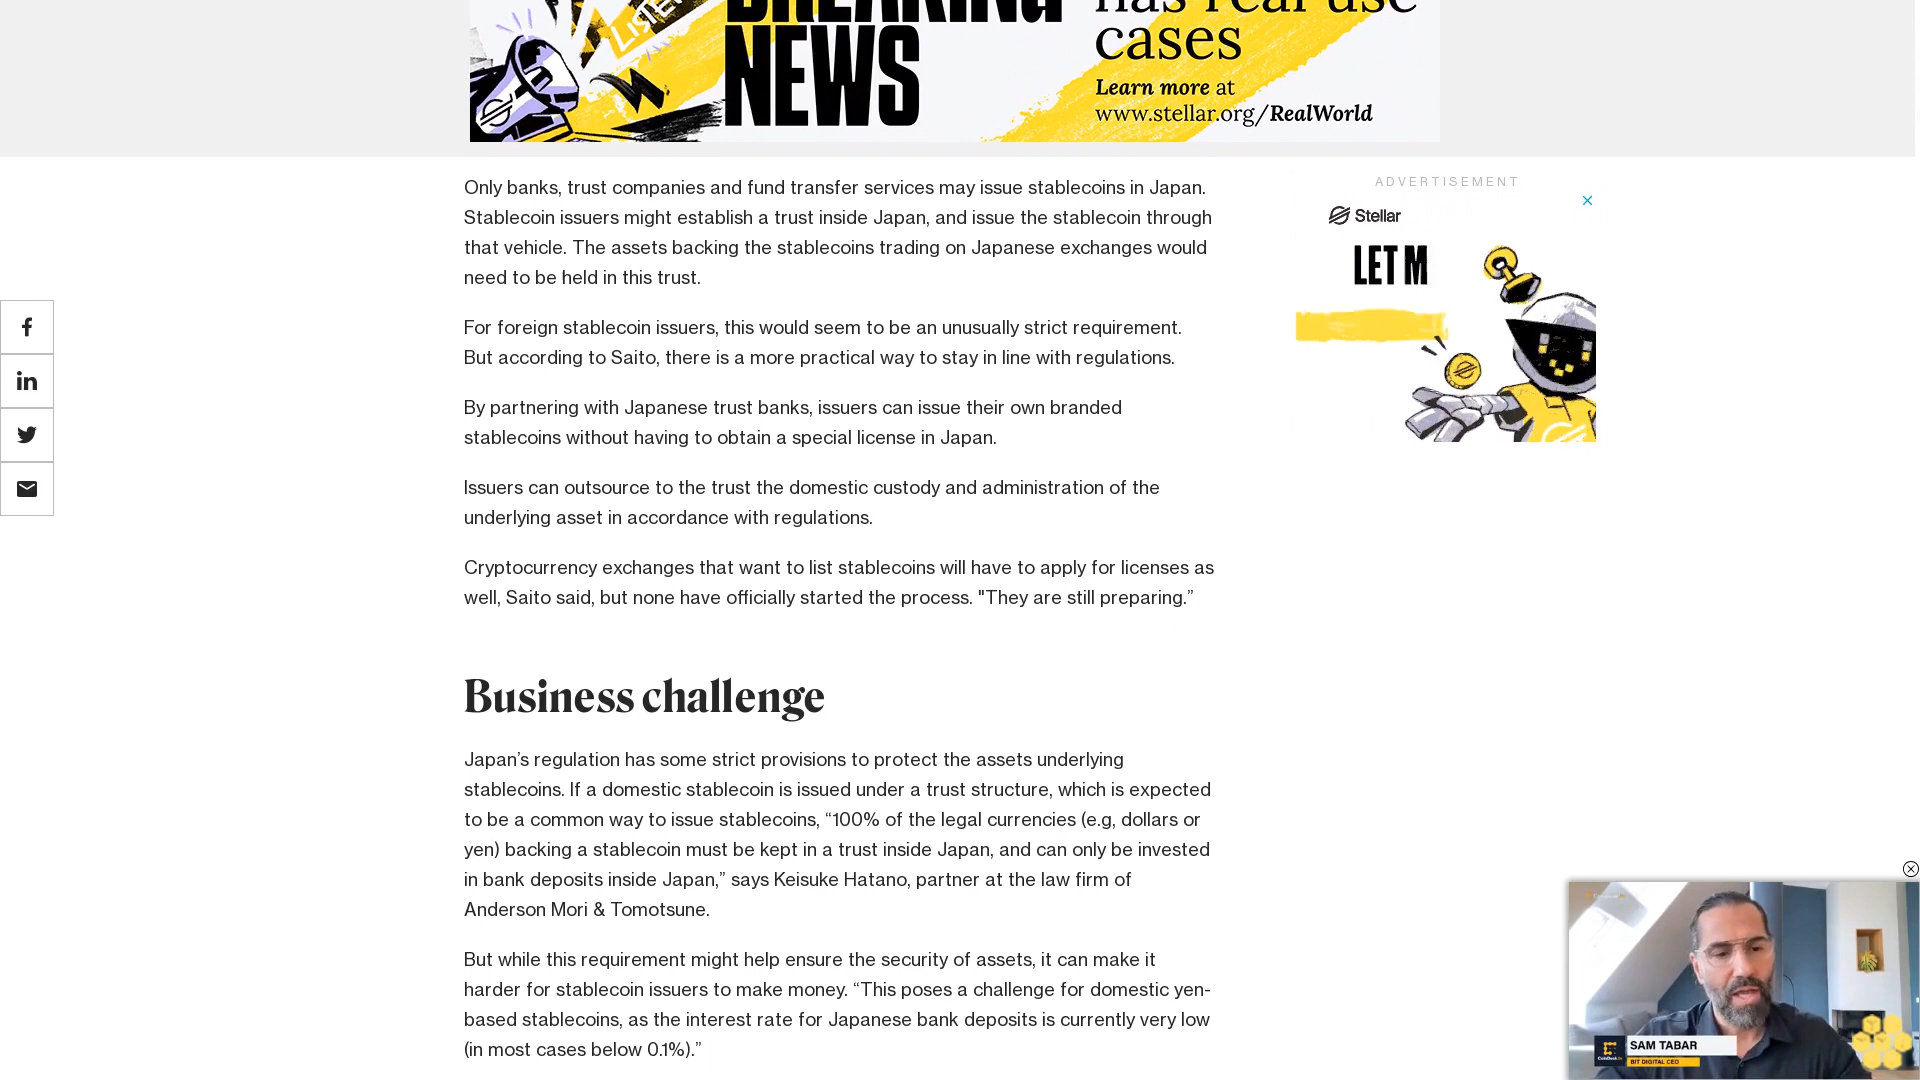 LISTEN
BREAKING
NEWS
has real use
cases
Learn more at
www.stellar.org/RealWorld
Only banks, trust companies and fund transfer services may issue stablecoins in Japan.
Stablecoin issuers might establish a trust inside Japan, and issue the stablecoin through
that vehicle. The assets backing the stablecoins trading on Japanese exchanges would
need to be held in this trust.
For foreign stablecoin issuers, this would seem to be an unusually strict requirement.
But according to Saito, there is a more practical way to stay in line with regulations.
By partnering with Japanese trust banks, issuers can issue their own branded
stablecoins without having to obtain a special license in Japan.
Issuers can outsource to the trust the domestic custody and administration of the
underlying asset in accordance with regulations.
Cryptocurrency exchanges that want to list stablecoins will have to apply for licenses as
well, Saito said, but none have officially started the process. "They are still preparing.”
Business challenge
Japan’s regulation has some strict provisions to protect the assets underlying
stablecoins. If a domestic stablecoin is issued under a trust structure, which is expected
to be a common way to issue stablecoins, “100% of the legal currencies (e.g, dollars or
yen) backing a stablecoin must be kept in a trust inside Japan, and can only be invested
in bank deposits inside Japan,” says Keisuke Hatano, partner at the law firm of
Anderson Mori & Tomotsune.
But while this requirement might help ensure the security of assets, it can make it
harder for stablecoin issuers to make money. “This poses a challenge for domestic yen-
based stablecoins, as the interest rate for Japanese bank deposits is currently very low
(in most cases below 0.1%).”
ADVERTISEMENT
Stellar
LET M
SAM TABAR
BIT DIGITAL CEO